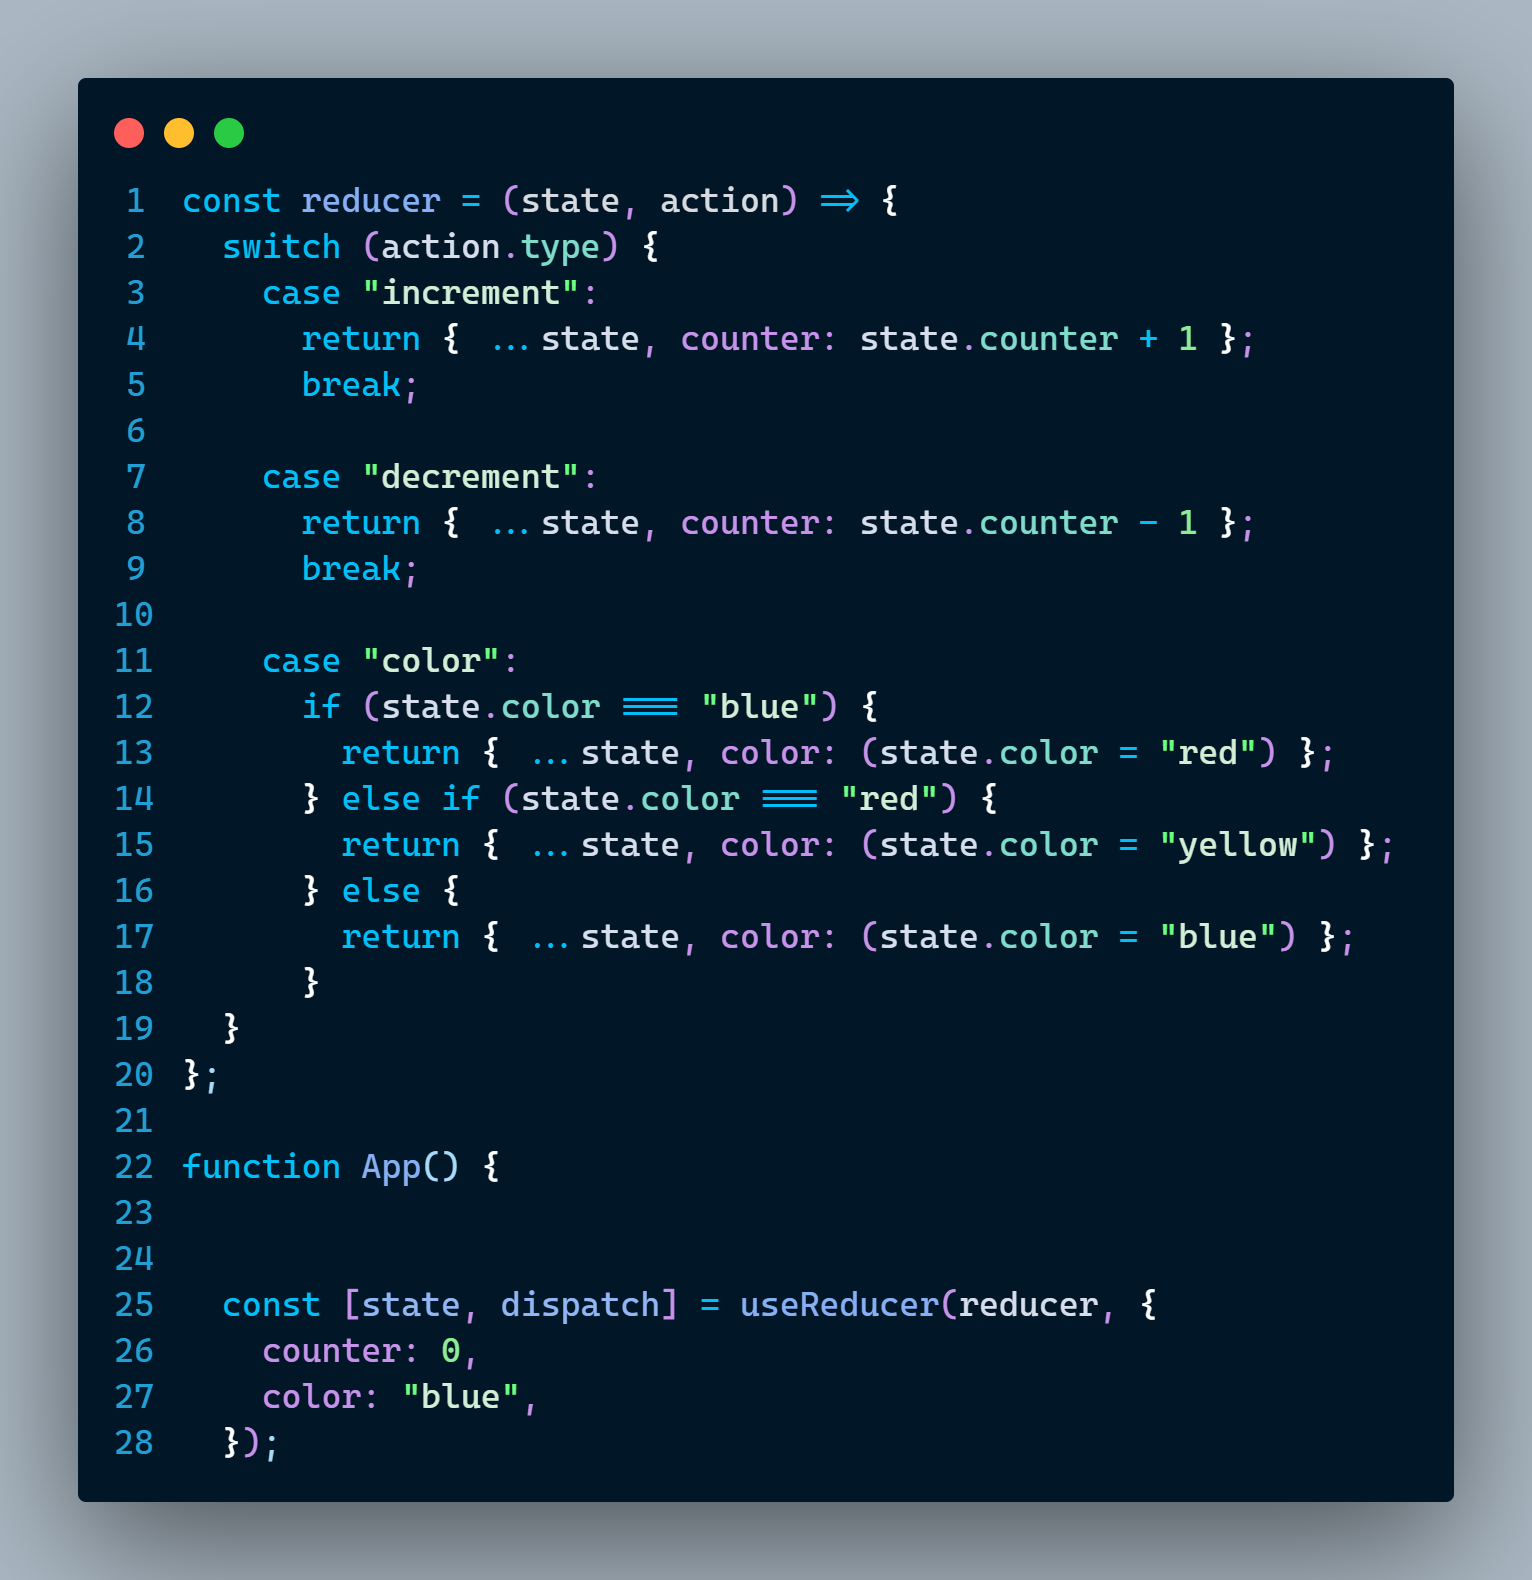 1 const reducer = (state, action) => {
2   switch (action.type) {
3     case "increment":
4       return { ...state, counter: state.counter + 1 };
5       break;
6
7     case "decrement":
8       return { ...state, counter: state.counter - 1 };
9       break;
10
11     case "color":
12       if (state.color === "blue") {
13         return { ...state, color: (state.color = "red") };
14       } else if (state.color === "red") {
15         return { ...state, color: (state.color = "yellow") };
16       } else {
17         return { ...state, color: (state.color = "blue") };
18       }
19   }
20 };
21
22 function App() {
23
24
25   const [state, dispatch] = useReducer(reducer, {
26     counter: 0,
27     color: "blue",
28   });